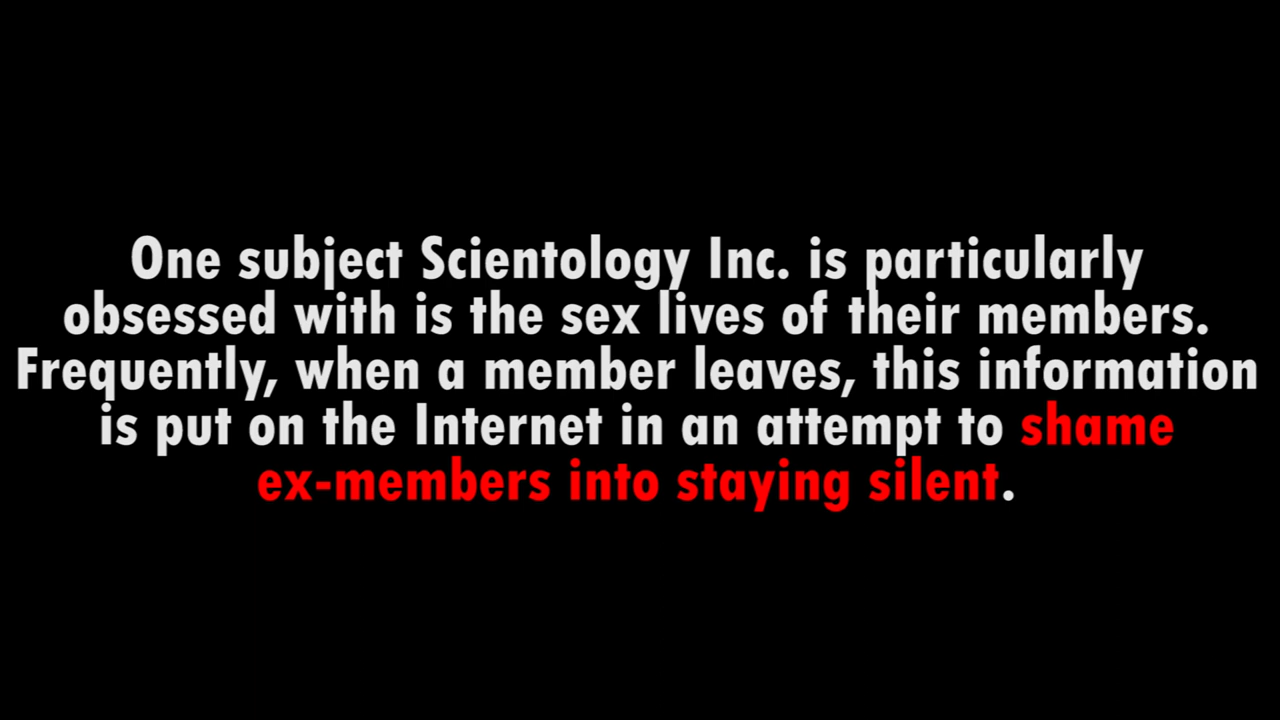 One subject Scientology Inc. is particularly
obsessed with is the sex lives of their members.
Frequently, when a member leaves, this information
is put on the Internet in an attempt to shame
ex-members into staying silent.